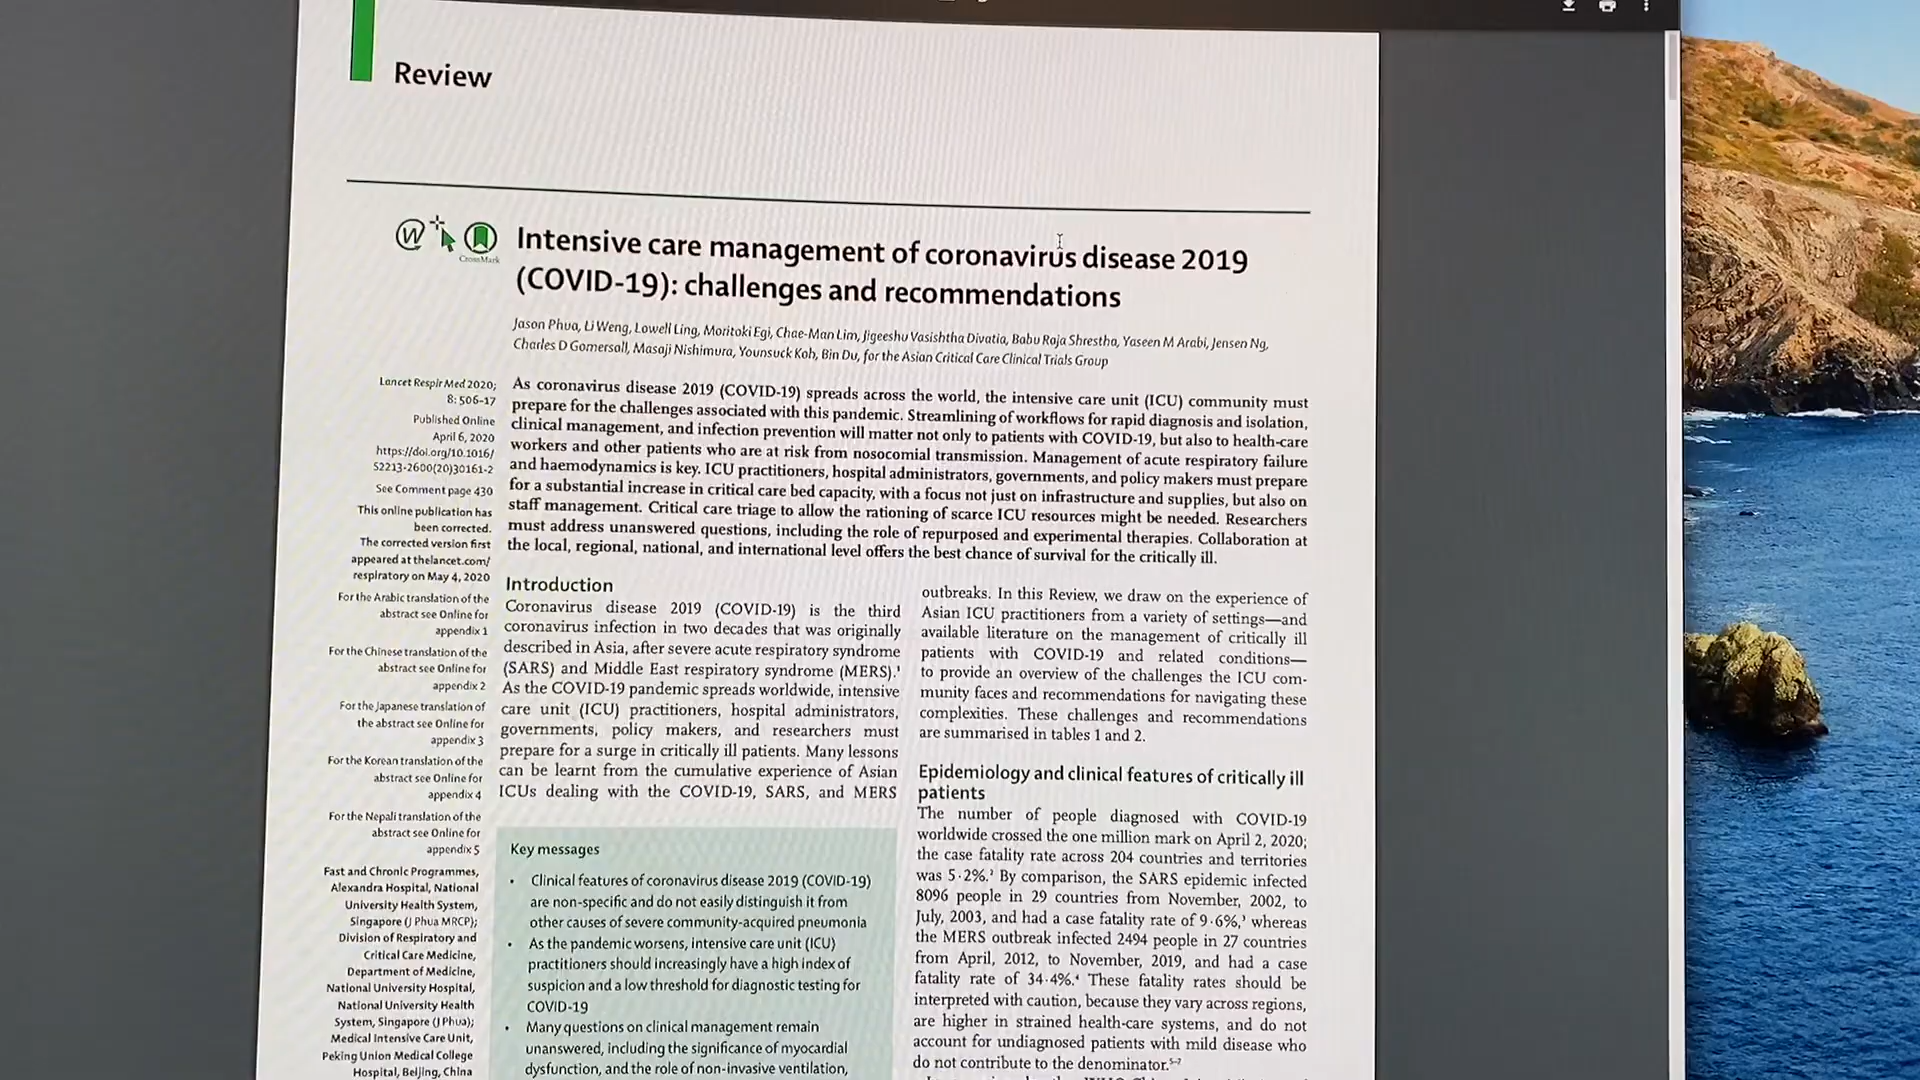 Review
Intensive care management of coronavirus disease 2019
(COVID-19): challenges and recommendations
CrossMark
Jason Phua, Li Weng, Lowell Ling, Moritoki Egi, Chae-Man Lim, Jigeeshu Vasishtha Divatia, Babu Raja Shrestha, Yaseen M Arabi, Jensen Ng,
Charles D Gomersall, Masaji Nishimura, Younsuck Koh, Bin Du, for the Asian Critical Care Clinical Trials Group
Lancet Respir Med 2020;
8: 506-17
Published Online
April 6, 2020
https://doi.org/10.1016/
S2213-2600(20)30161-2
See Comment page 430
This online publication has
been corrected.
The corrected version first
appeared at thelancet.com/
respiratory on May 4, 2020
For the Arabic translation of the
abstract see Online for
appendix 1
For the Chinese translation of the
abstract see Online for
appendix 2
For the Japanese translation of
the abstract see Online for
appendix 3
For the Korean translation of the
abstract see Online for
appendix 4
For the Nepali translation of the
abstract see Online for
appendix 5
Fast and Chronic Programmes,
Alexandra Hospital, National
University Health System,
Singapore (J Phua MRCP);
Division of Respiratory and
Critical Care Medicine,
Department of Medicine,
National University Hospital,
National University Health
System, Singapore (J Phua);
Medical Intensive Care Unit,
Peking Union Medical College
Hospital, Beijing, China
As coronavirus disease 2019 (COVID-19) spreads across the world, the intensive care unit (ICU) community must
prepare for the challenges associated with this pandemic. Streamlining of workflows for rapid diagnosis and isolation,
clinical management, and infection prevention will matter not only to patients with COVID-19, but also to health-care
workers and other patients who are at risk from nosocomial transmission. Management of acute respiratory failure
and haemodynamics is key. ICU practitioners, hospital administrators, governments, and policy makers must prepare
for a substantial increase in critical care bed capacity, with a focus not just on infrastructure and supplies, but also on
staff management. Critical care triage to allow the rationing of scarce ICU resources might be needed. Researchers
must address unanswered questions, including the role of repurposed and experimental therapies. Collaboration at
the local, regional, national, and international level offers the best chance of survival for the critically ill.
Introduction
Coronavirus disease 2019 (COVID-19) is the third
coronavirus infection in two decades that was originally
described in Asia, after severe acute respiratory syndrome
(SARS) and Middle East respiratory syndrome (MERS).¹
As the COVID-19 pandemic spreads worldwide, intensive
care unit (ICU) practitioners, hospital administrators,
governments, policy makers, and researchers must
prepare for a surge in critically ill patients. Many lessons
can be learnt from the cumulative experience of Asian
ICUs dealing with the COVID-19, SARS, and MERS
Key messages
• Clinical features of coronavirus disease 2019 (COVID-19)
are non-specific and do not easily distinguish it from
other causes of severe community-acquired pneumonia
• As the pandemic worsens, intensive care unit (ICU)
practitioners should increasingly have a high index of
suspicion and a low threshold for diagnostic testing for
COVID-19
• Many questions on clinical management remain
unanswered, including the significance of myocardial
dysfunction, and the role of non-invasive ventilation,
outbreaks. In this Review, we draw on the experience of
Asian ICU practitioners from a variety of settings—and
available literature on the management of critically ill
patients with COVID-19 and related conditions—
to provide an overview of the challenges the ICU com-
munity faces and recommendations for navigating these
complexities. These challenges and recommendations
are summarised in tables 1 and 2.
Epidemiology and clinical features of critically ill
patients
The number of people diagnosed with COVID-19
worldwide crossed the one million mark on April 2, 2020;
the case fatality rate across 204 countries and territories
was 5·2%.² By comparison, the SARS epidemic infected
8096 people in 29 countries from November, 2002, to
July, 2003, and had a case fatality rate of 9·6%,³ whereas
the MERS outbreak infected 2494 people in 27 countries
from April, 2012, to November, 2019, and had a case
fatality rate of 34·4%.⁴ These fatality rates should be
interpreted with caution, because they vary across regions,
are higher in strained health-care systems, and do not
account for undiagnosed patients with mild disease who
do not contribute to the denominator.⁵⁻⁷